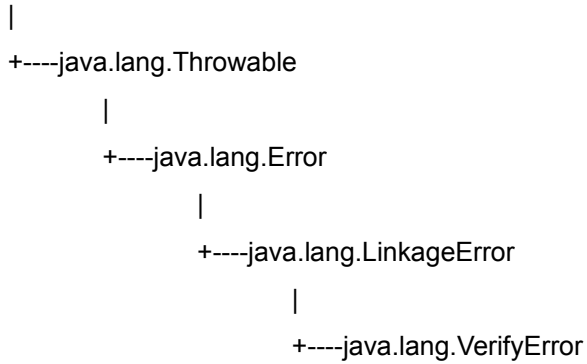 |
+----java.lang.Throwable
|
+----java.lang.Error
|
+----java.lang.LinkageError
|
+----java.lang.VerifyError